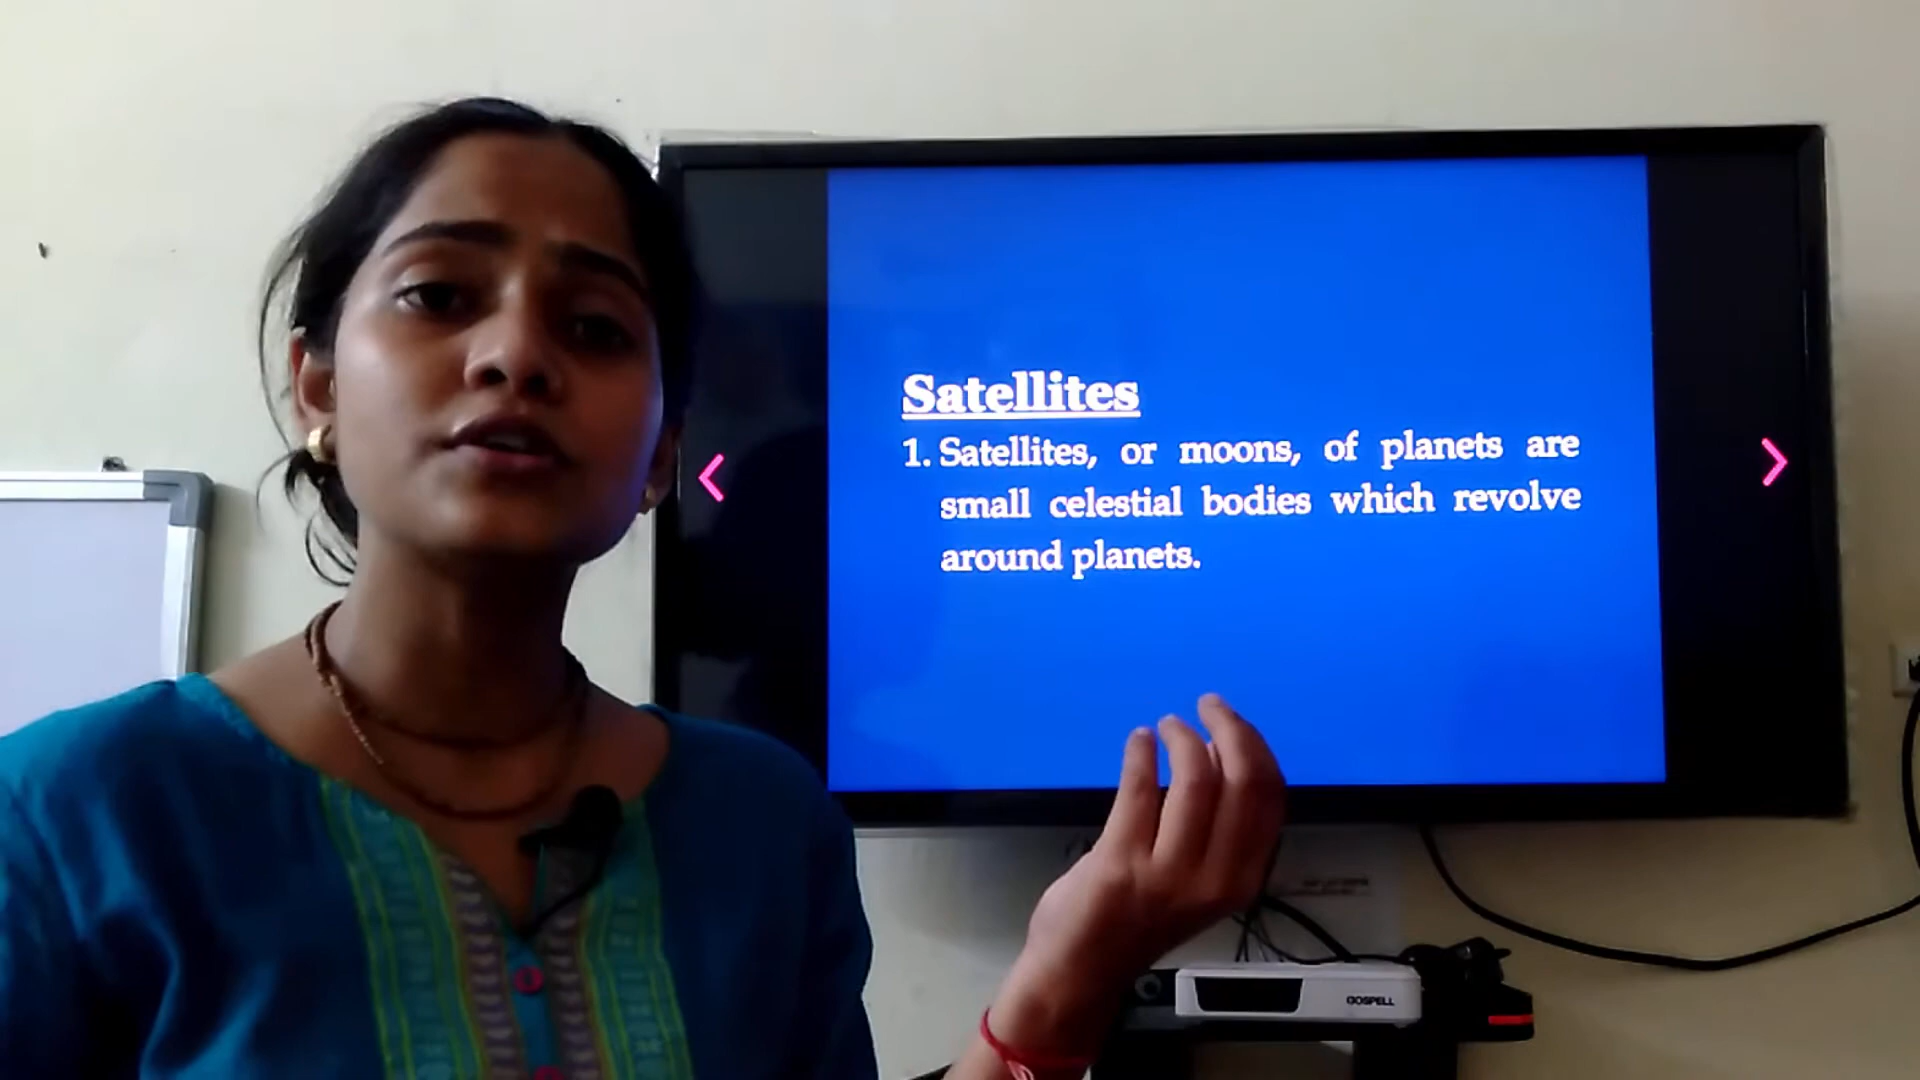 Satellites
1. Satellites, or moons, of planets are
small celestial bodies which revolve
around planets.
GOSPELL